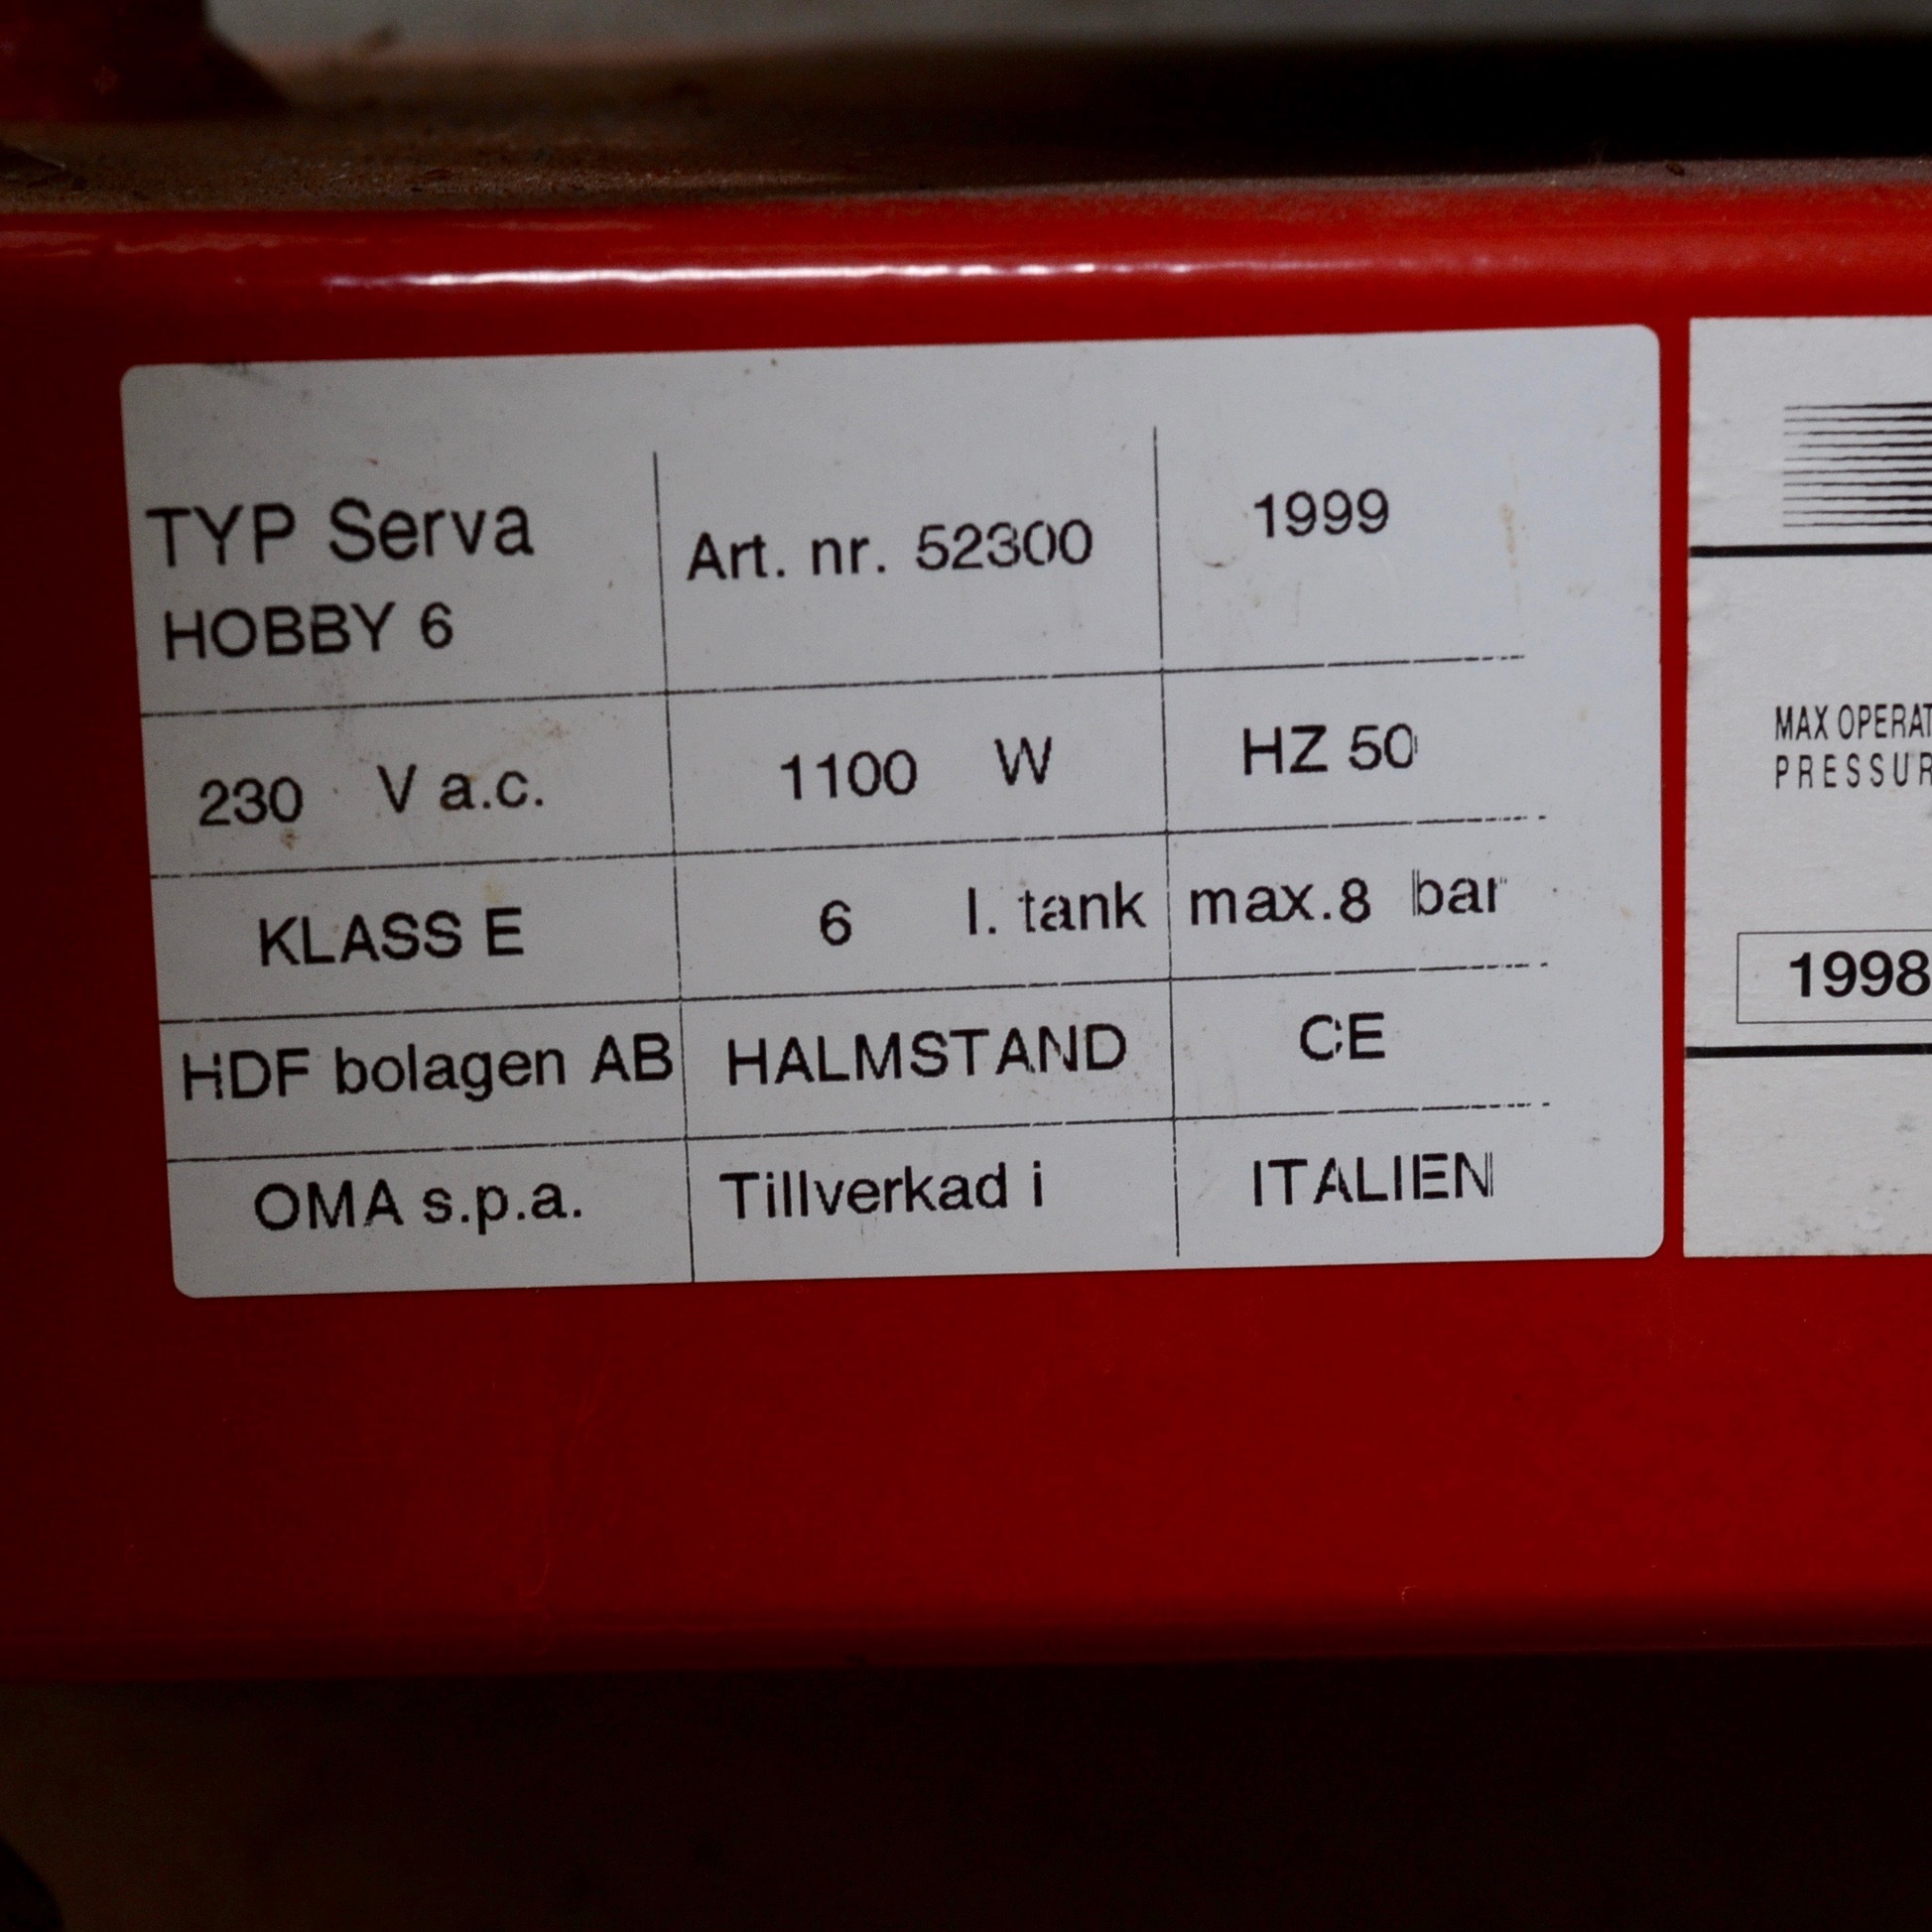 TYP Serva
HOBBY 6
Art. nr. 52300
1999
230 V a.c.
1100 W
HZ 50
KLASS E
6 l. tank
max.8 bar
HDF bolagen AB
HALMSTAND
CE
OMA s.p.a.
Tillverkad i
ITALIEN
MAX OPERAT
PRESSUR
1998